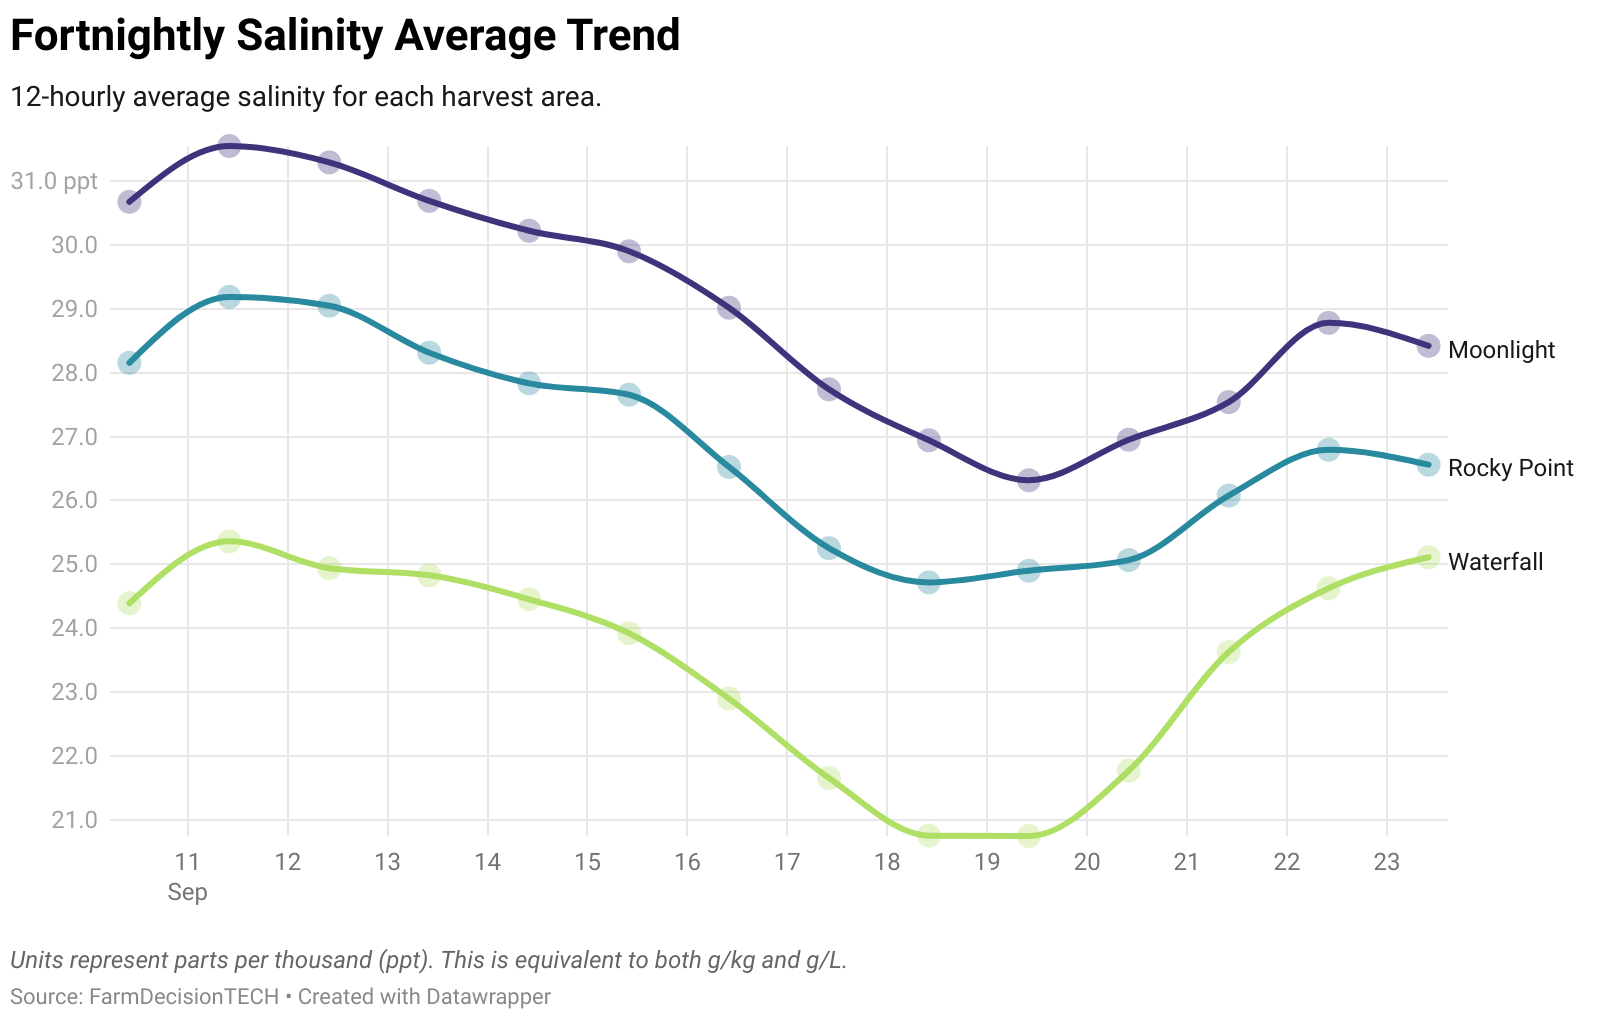 Fortnightly Salinity Average Trend
12-hourly average salinity for each harvest area.
31.0 ppt
30.0
29.0
28.0
27.0
26.0
25.0
24.0
23.0
22.0
21.0
Moonlight
Rocky Point
Waterfall
11 12 13 14 15 16 17 18 19 20 21 22 23
Sep
Units represent parts per thousand (ppt). This is equivalent to both g/kg and g/L.
Source: FarmDecisionTECH • Created with Datawrapper